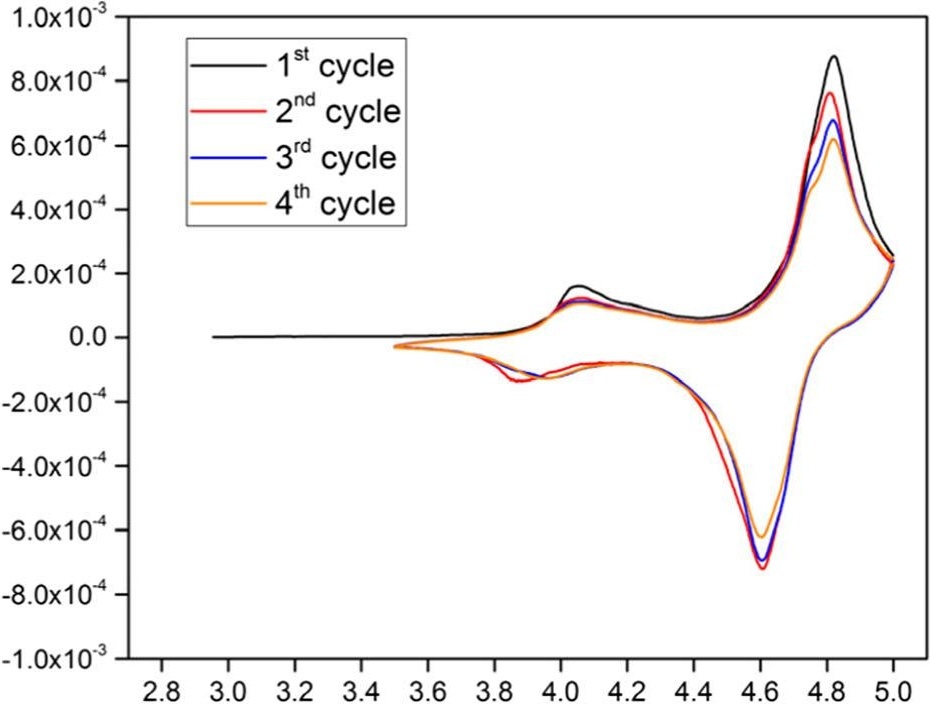 1.0x10⁻³
8.0x10⁻⁴
6.0x10⁻⁴
4.0x10⁻⁴
2.0x10⁻⁴
0.0
-2.0x10⁻⁴
-4.0x10⁻⁴
-6.0x10⁻⁴
-8.0x10⁻⁴
-1.0x10⁻³
1ˢᵗ cycle
2ⁿᵈ cycle
3ʳᵈ cycle
4ᵗʰ cycle
2.8 3.0 3.2 3.4 3.6 3.8 4.0 4.2 4.4 4.6 4.8 5.0